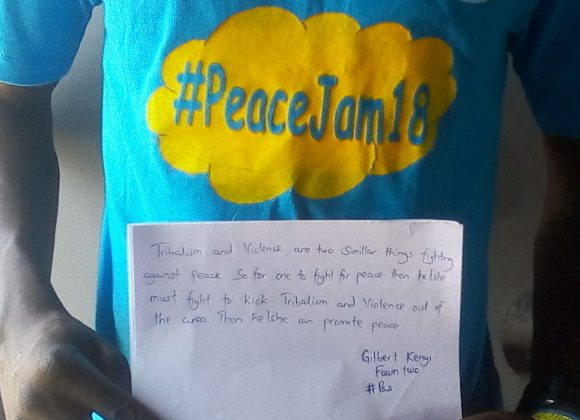 #PeaceJam18
Tribalism and Violence are two Simillar things fighting
against peace. So for one to fight for peace then he/she
must fight to kick Tribalism and Violence out of
the area. Then he/she can promote peace
Gilbert Kenyi
Foam two